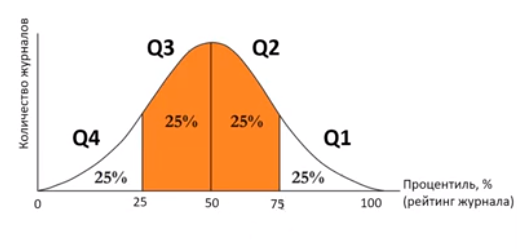 Количество журналов
Q3
Q2
Q4
Q1
25%
25%
25%
25%
0
25
50
75
100
Процентиль, %
(рейтинг журнала)